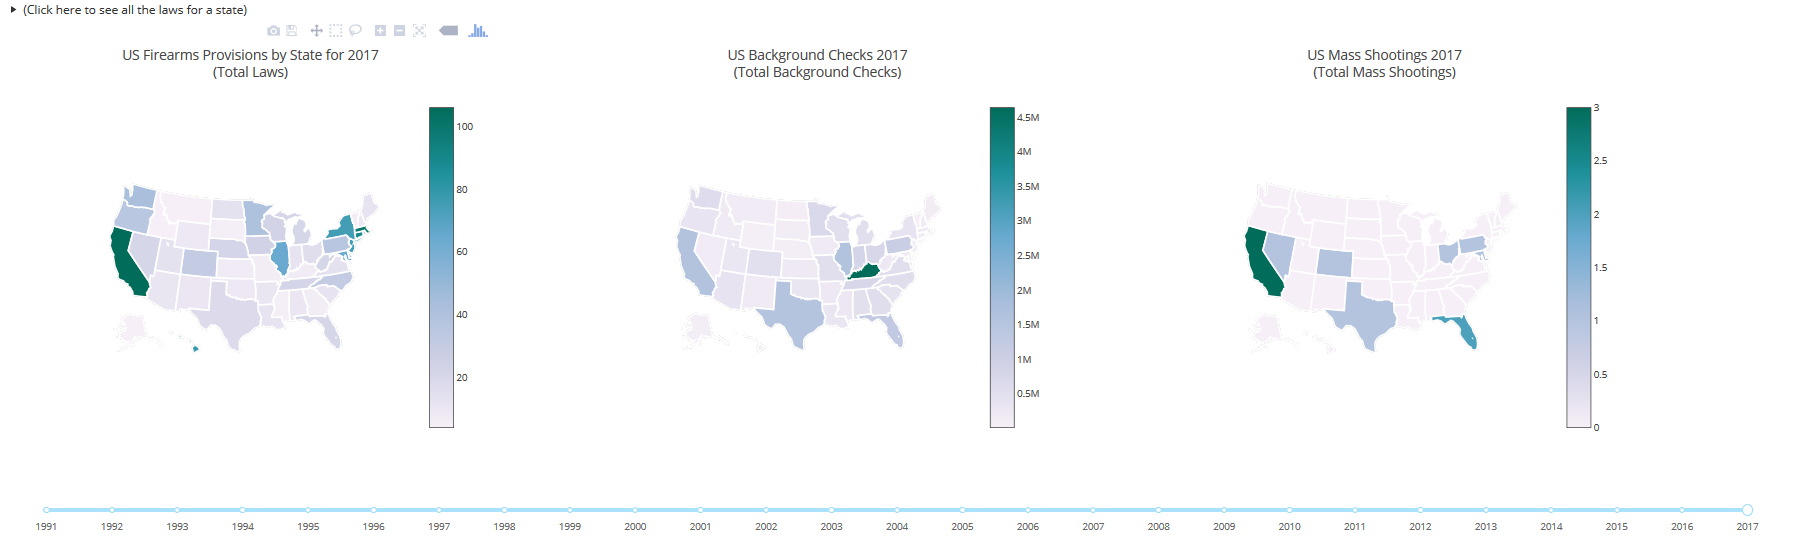 (Click here to see all the laws for a state)
US Firearms Provisions by State for 2017
(Total Laws)
100
80
60
40
20
US Background Checks 2017
(Total Background Checks)
4.5M
4M
3.5M
3M
2.5M
2M
1.5M
1M
0.5M
US Mass Shootings 2017
(Total Mass Shootings)
3
2.5
2
1.5
1
0.5
0
1991 1992 1993 1994 1995 1996 1997 1998 1999 2000 2001 2002 2003 2004 2005 2006 2007 2008 2009 2010 2011 2012 2013 2014 2015 2016 2017